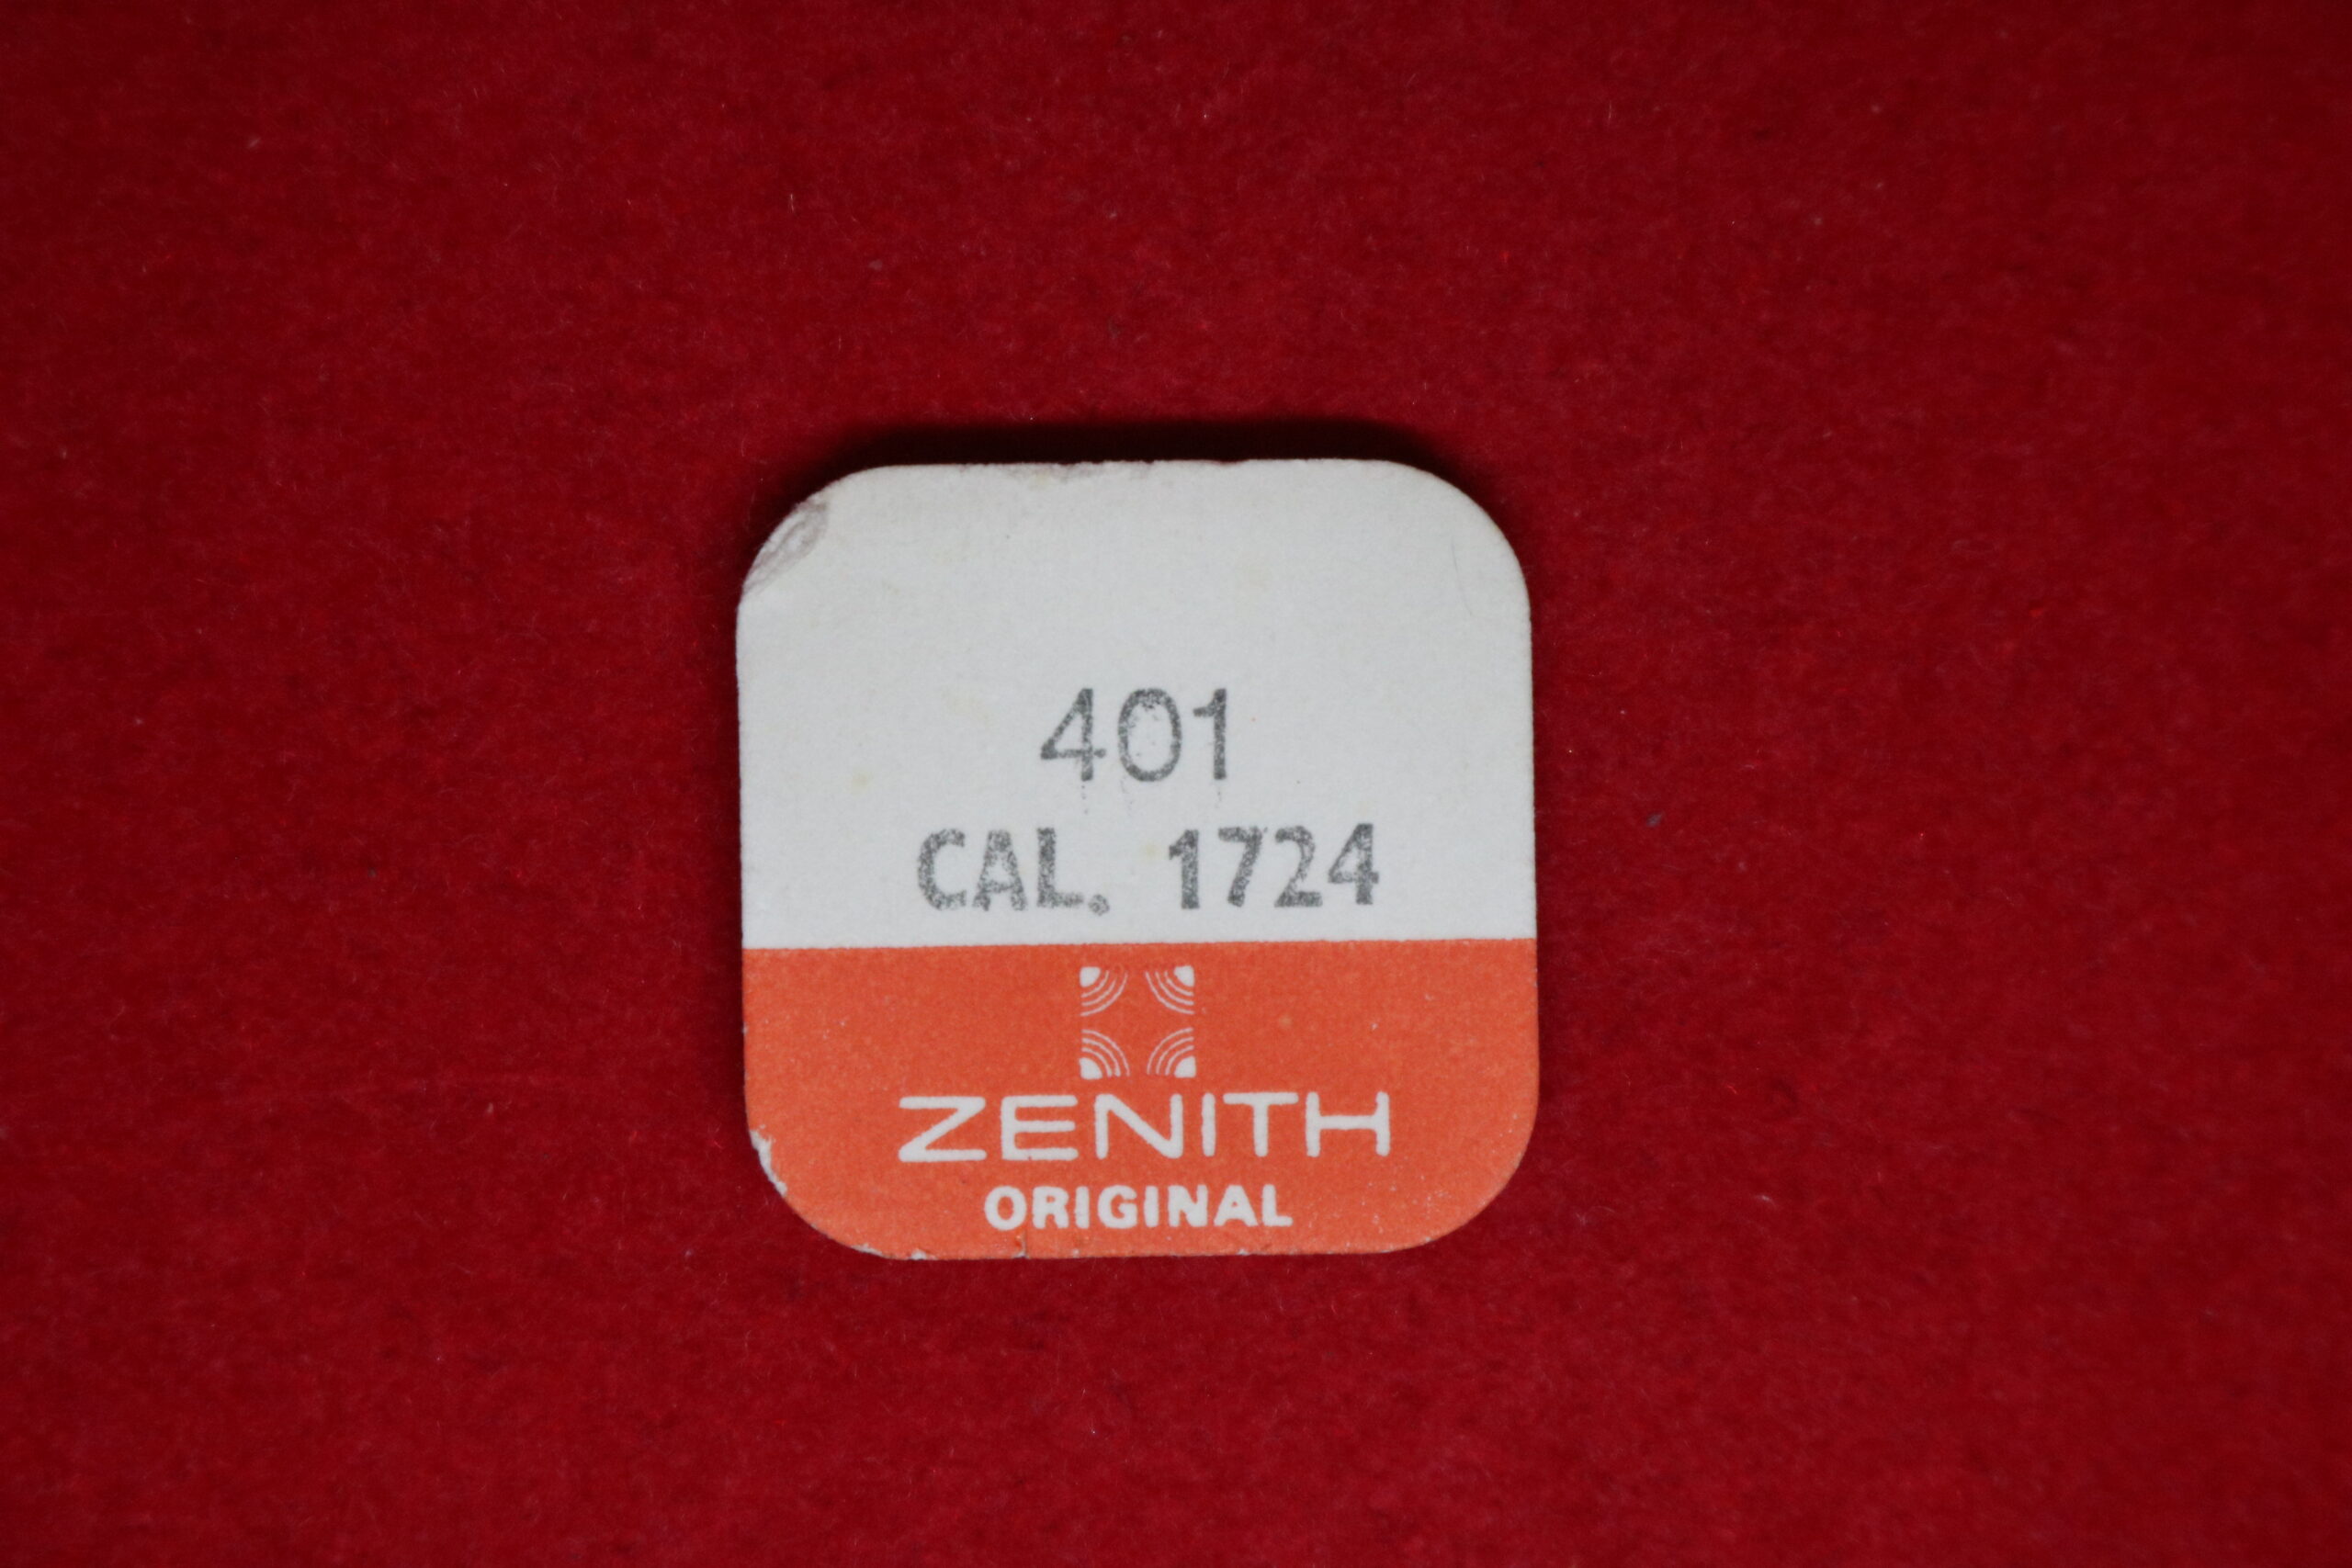 401
CAL. 1724
ZENITH
ORIGINAL